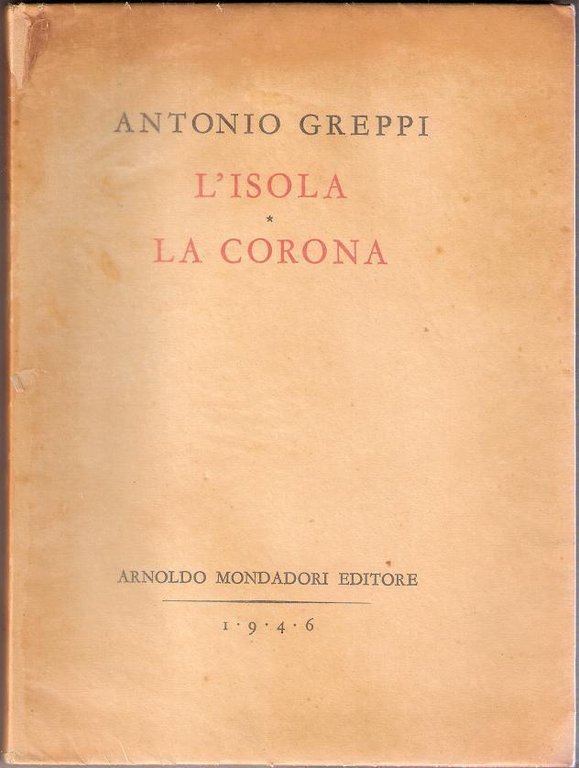 ANTONIO GREPPI
L'ISOLA
*
LA CORONA
ARNOLDO MONDADORI EDITORE
1·9·4·6